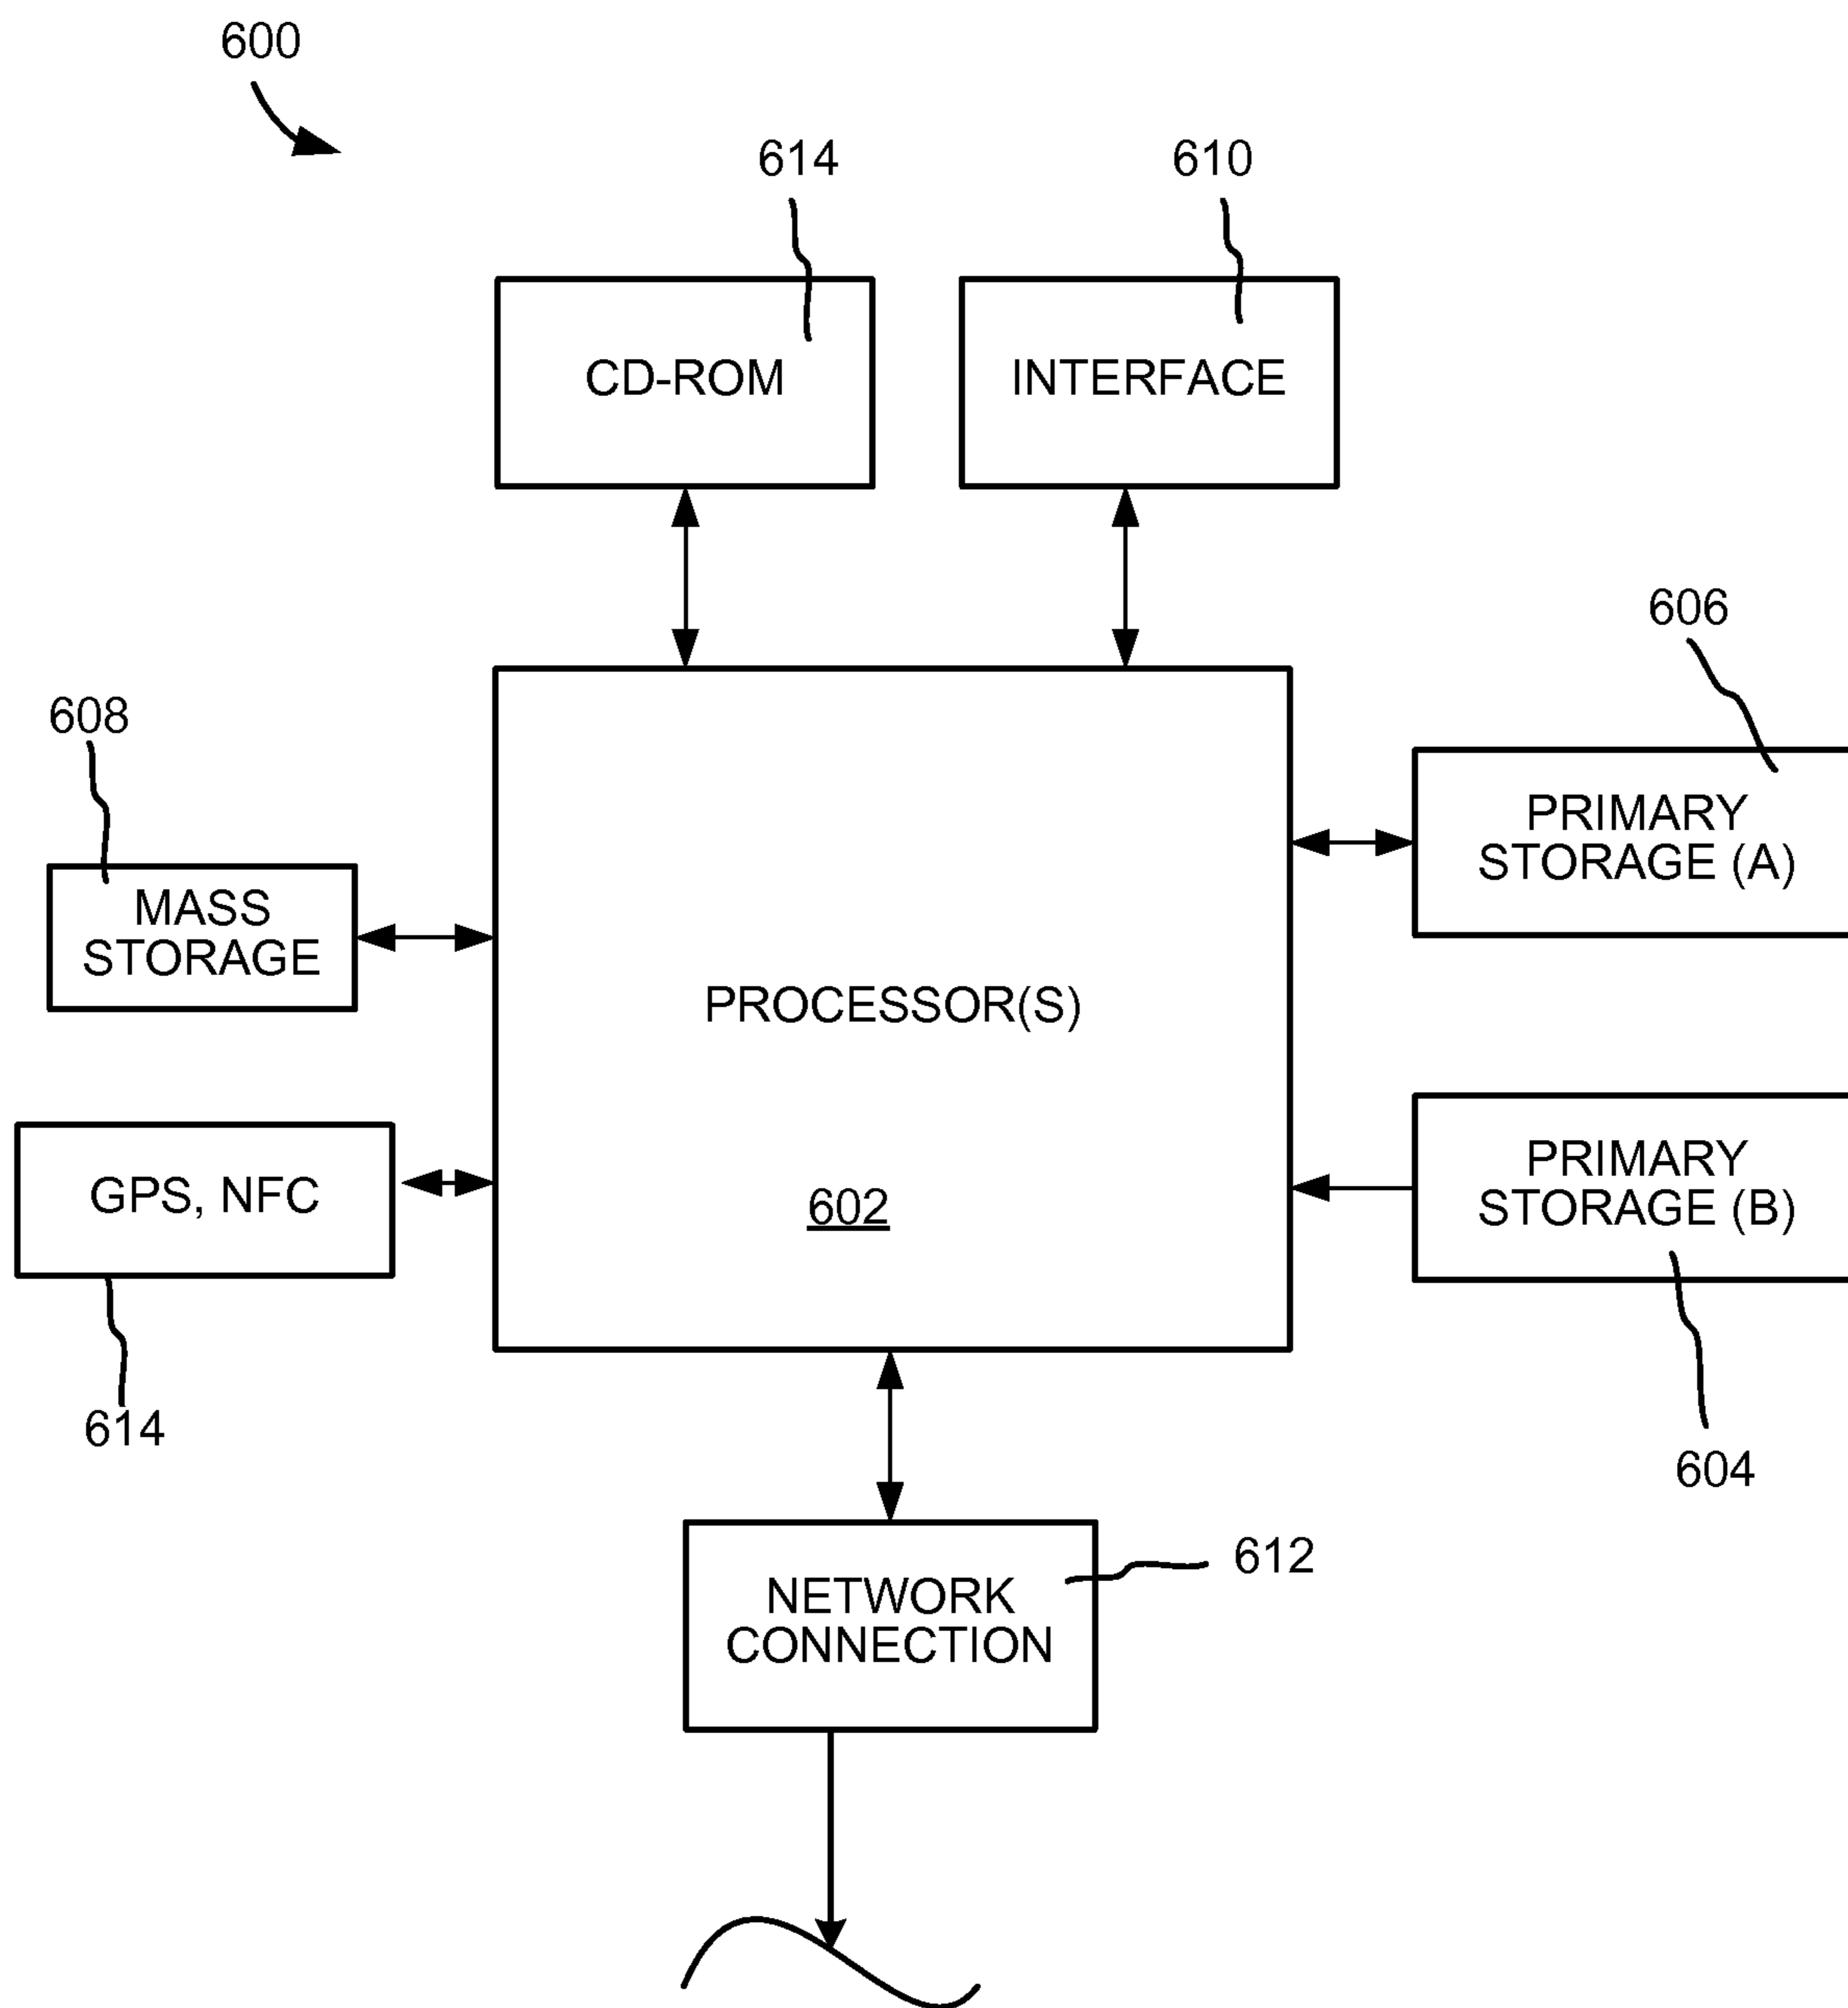 600
614
610
CD-ROM
INTERFACE
606
608
PRIMARY
STORAGE (A)
MASS
STORAGE
PROCESSOR(S)
PRIMARY
STORAGE (B)
GPS, NFC
602
614
604
612
NETWORK
CONNECTION